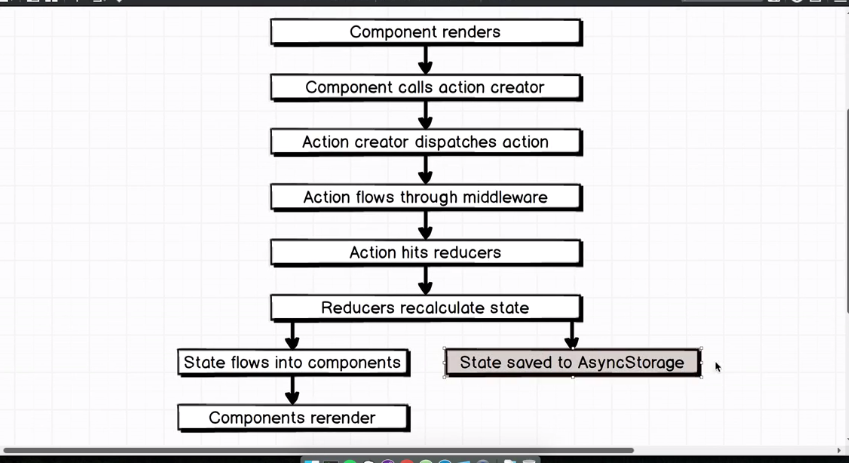 Component renders
Component calls action creator
Action creator dispatches action
Action flows through middleware
Action hits reducers
Reducers recalculate state
State flows into components
State saved to AsyncStorage
Components rerender